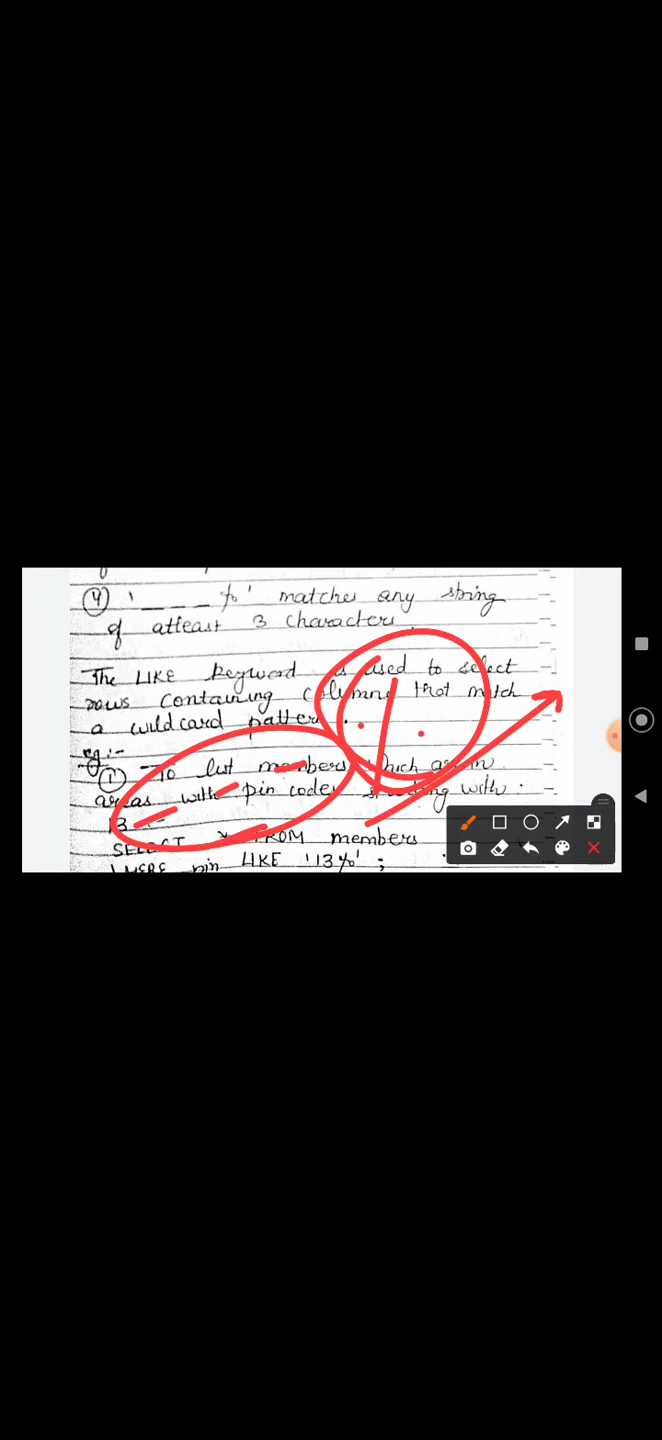 ④ '_ _ _ %' matches any string
of atleast 3 characters.
The LIKE keyword is used to select
rows containing columns that match
a wildcard pattern.
eg:-
① To list members which are in
areas with pin codes starting with
13
SELECT * FROM members
WHERE pin LIKE '13%';